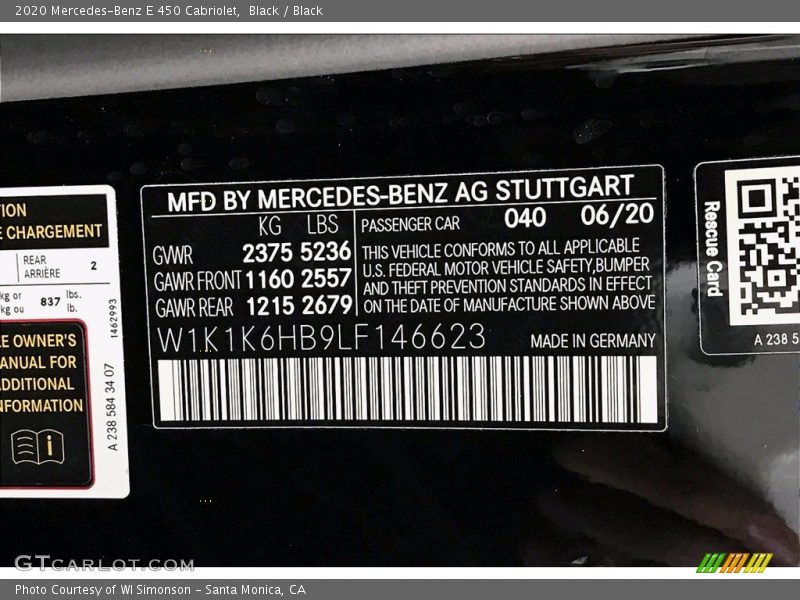 2020 Mercedes-Benz E 450 Cabriolet, Black / Black
TION
E CHARGEMENT
REAR
ARRIÈRE 2
kg or
kg ou 837 lbs.
lb.
LE OWNER'S
MANUAL FOR
ADDITIONAL
INFORMATION
1462993
A 238 584 34 07
MFD BY MERCEDES-BENZ AG STUTTGART
KG LBS
GWR 2375 5236
GAWR FRONT 1160 2557
GAWR REAR 1215 2679
PASSENGER CAR 040 06/20
THIS VEHICLE CONFORMS TO ALL APPLICABLE
U.S. FEDERAL MOTOR VEHICLE SAFETY,BUMPER
AND THEFT PREVENTION STANDARDS IN EFFECT
ON THE DATE OF MANUFACTURE SHOWN ABOVE
W1K1K6HB9LF146623 MADE IN GERMANY
Rescue Card
A 238 5
GTCARLOT.COM
Photo Courtesy of WI Simonson - Santa Monica, CA